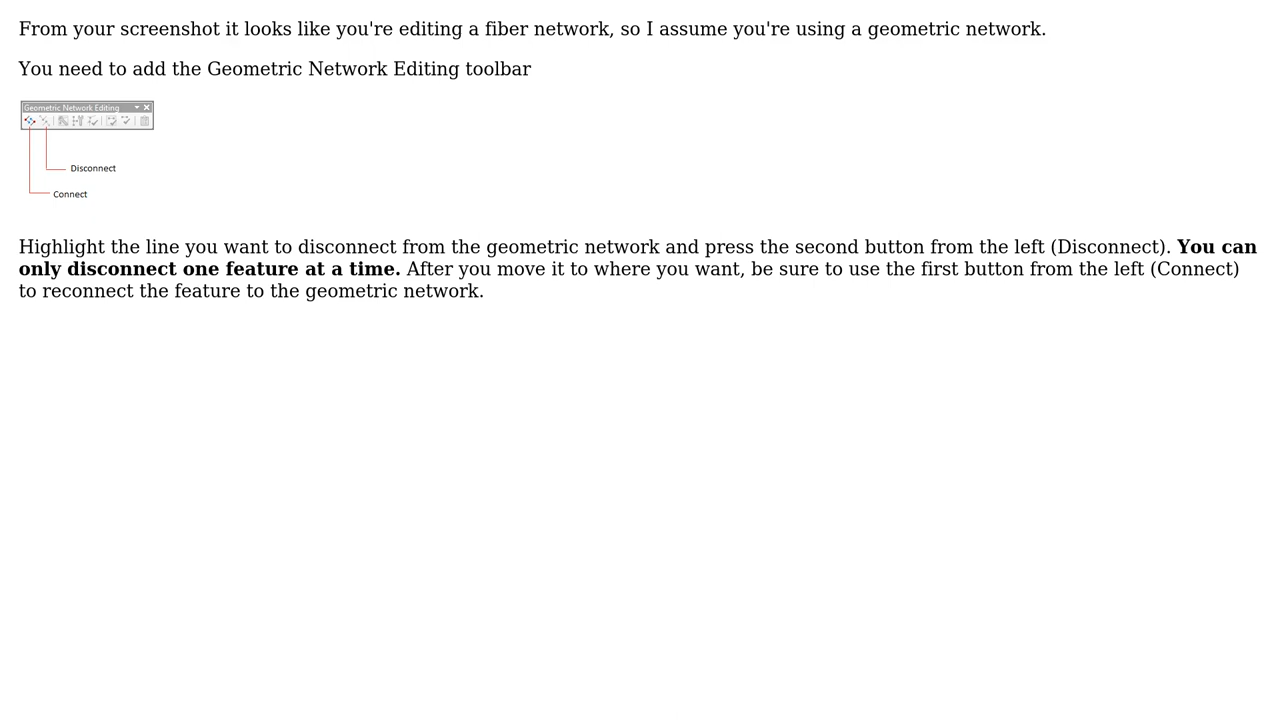 From your screenshot it looks like you're editing a fiber network, so I assume you're using a geometric network.
You need to add the Geometric Network Editing toolbar
Geometric Network Editing
Disconnect
Connect
Highlight the line you want to disconnect from the geometric network and press the second button from the left (Disconnect). You can
only disconnect one feature at a time. After you move it to where you want, be sure to use the first button from the left (Connect)
to reconnect the feature to the geometric network.